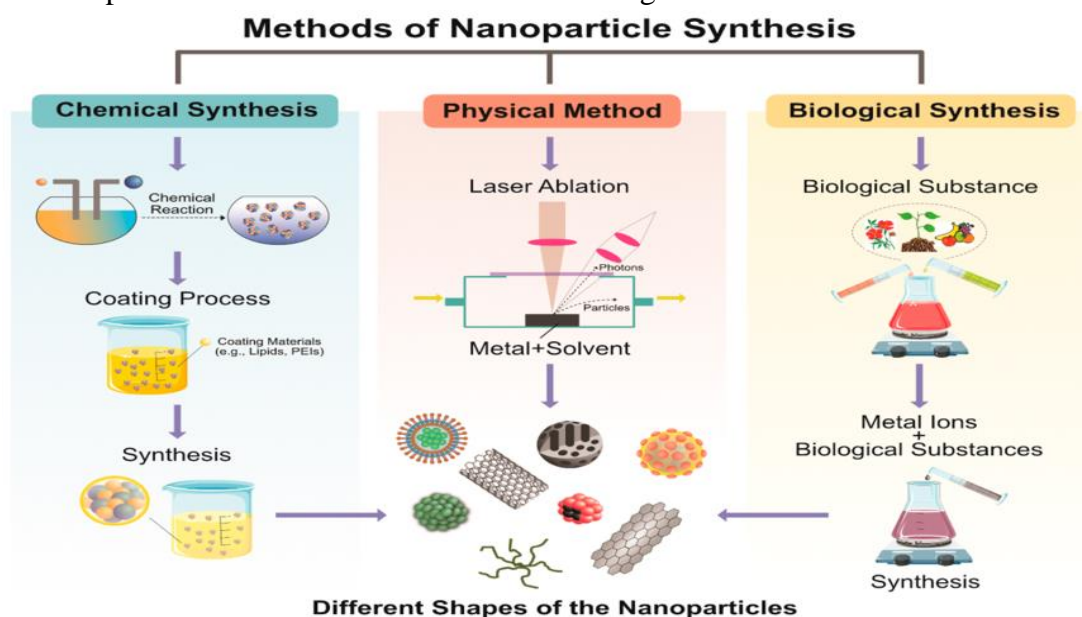 Methods of Nanoparticle Synthesis
Chemical Synthesis
Chemical
Reaction
Coating Process
Coating Materials
(e.g., Lipids, PEIs)
Synthesis
Physical Method
Laser Ablation
Photons
Particles
Metal+Solvent
Biological Synthesis
Biological Substance
Metal Ions
+
Biological Substances
Synthesis
Different Shapes of the Nanoparticles